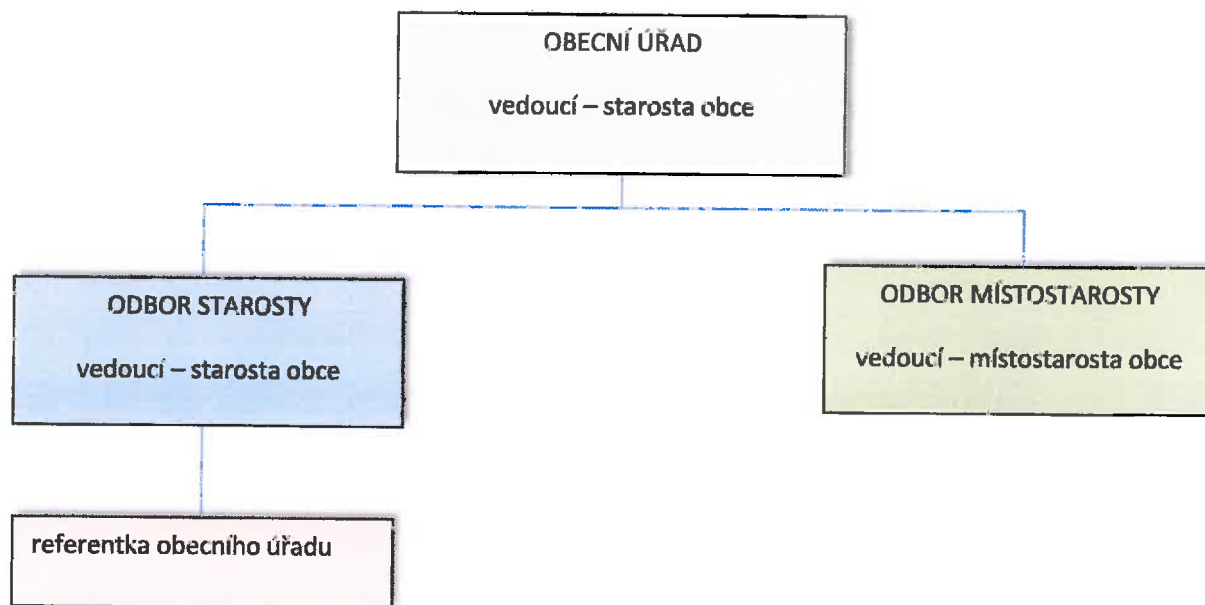 OBECNÍ ÚŘAD
vedoucí – starosta obce
ODBOR STAROSTY
vedoucí – starosta obce
ODBOR MÍSTOSTAROSTY
vedoucí – místostarosta obce
referentka obecního úřadu